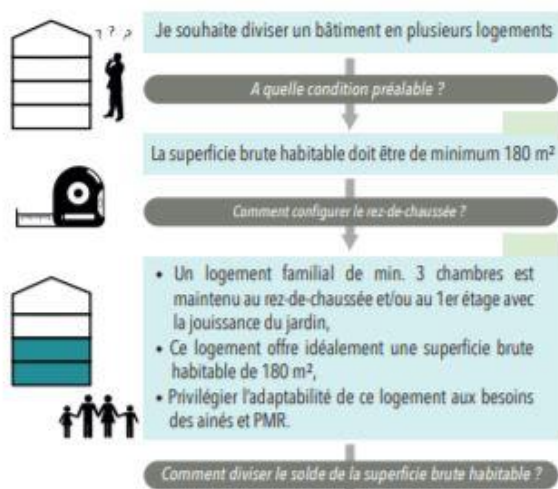 ? ? ?
Je souhaite diviser un bâtiment en plusieurs logements
A quelle condition préalable ?
La superficie brute habitable doit être de minimum 180 m²
Comment configurer le rez-de-chaussée ?
• Un logement familial de min. 3 chambres est
maintenu au rez-de-chaussée et/ou au 1er étage avec
la jouissance du jardin,
• Ce logement offre idéalement une superficie brute
habitable de 180 m²,
• Privilégier l'adaptabilité de ce logement aux besoins
des ainés et PMR.
Comment diviser le solde de la superficie brute habitable ?